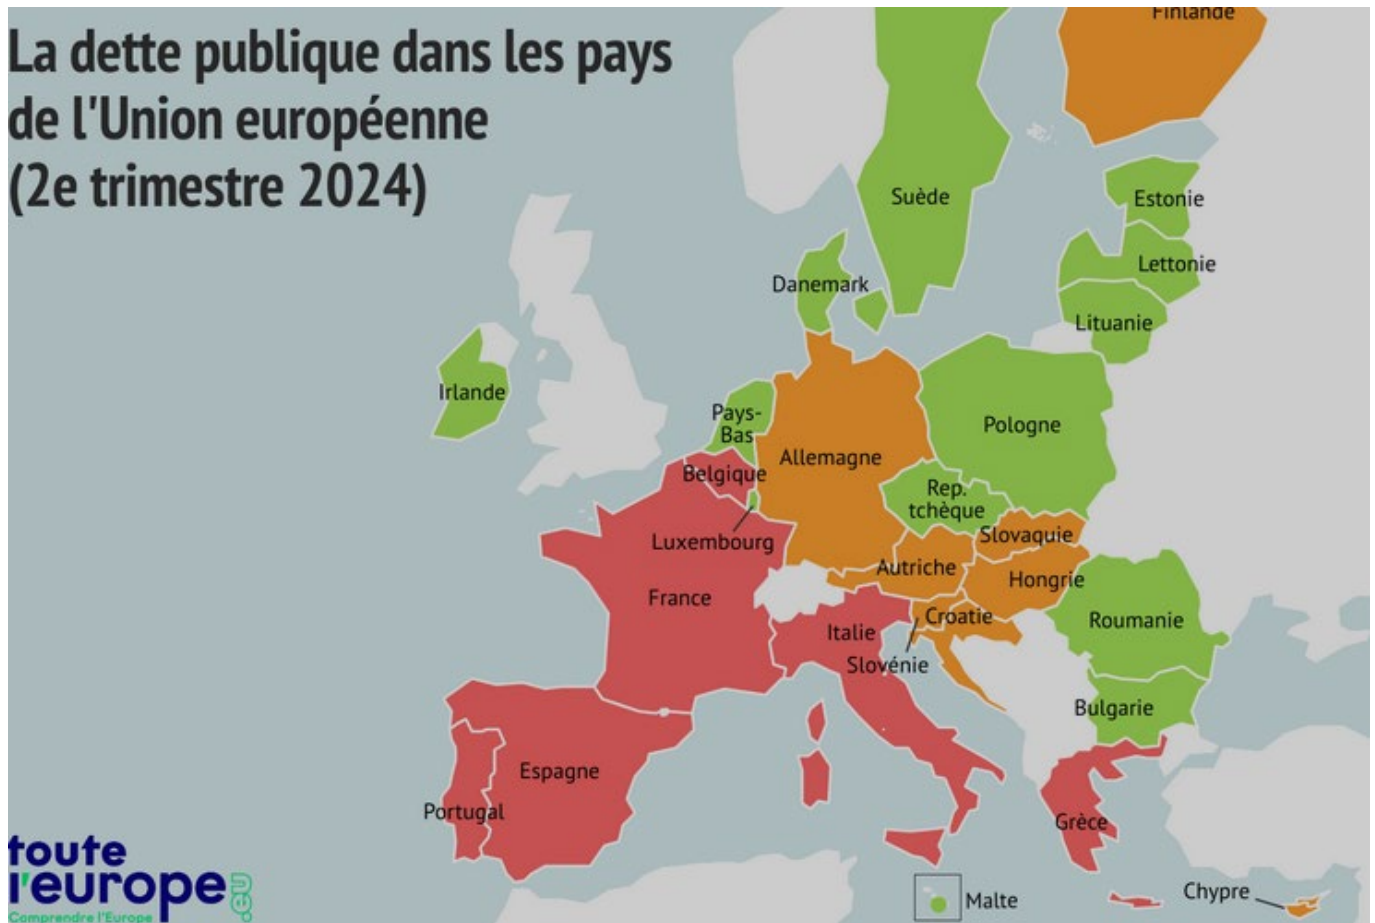 La dette publique dans les pays
de l'Union européenne
(2e trimestre 2024)
Finlande
Suède
Estonie
Lettonie
Danemark
Lituanie
Irlande
Pays-
Bas
Pologne
Allemagne
Belgique
Rep.
tchèque
Slovaquie
Luxembourg
Autriche
Hongrie
France
Croatie
Roumanie
Italie
Slovénie
Bulgarie
Espagne
Portugal
Grèce
Chypre
Malte
toute
l'europe
.eu
Comprendre l'Europe